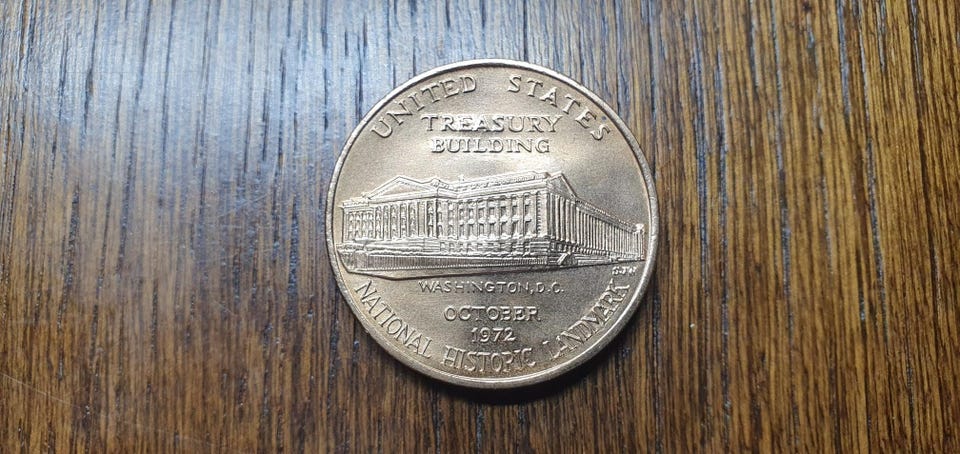 UNITED STATES
TREASURY
BUILDING
WASHINGTON, D.C.
OCTOBER
1972
NATIONAL HISTORIC LANDMARK